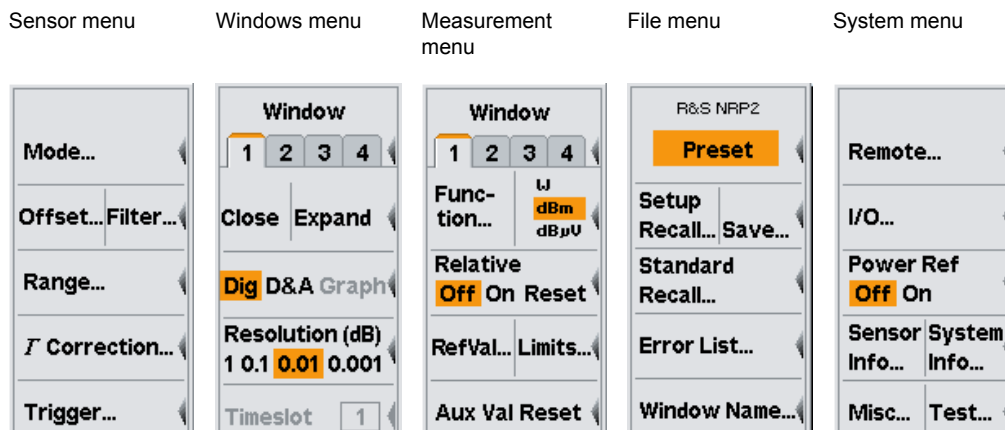 Sensor menu
Windows menu
Measurement
menu
File menu
System menu
Mode...
Offset... Filter...
Range...
Γ Correction...
Trigger...
Window
1 2 3 4
Close Expand
Dig D&A Graph
Resolution (dB)
1 0.1 0.01 0.001
Timeslot 1
Window
1 2 3 4
Func-
tion...
W
dBm
dBµV
Relative
Off On Reset
RefVal... Limits...
Aux Val Reset
R&S NRP2
Preset
Setup
Recall... Save...
Standard
Recall...
Error List...
Window Name...
Remote...
I/O...
Power Ref
Off On
Sensor
Info...
System
Info...
Misc... Test...